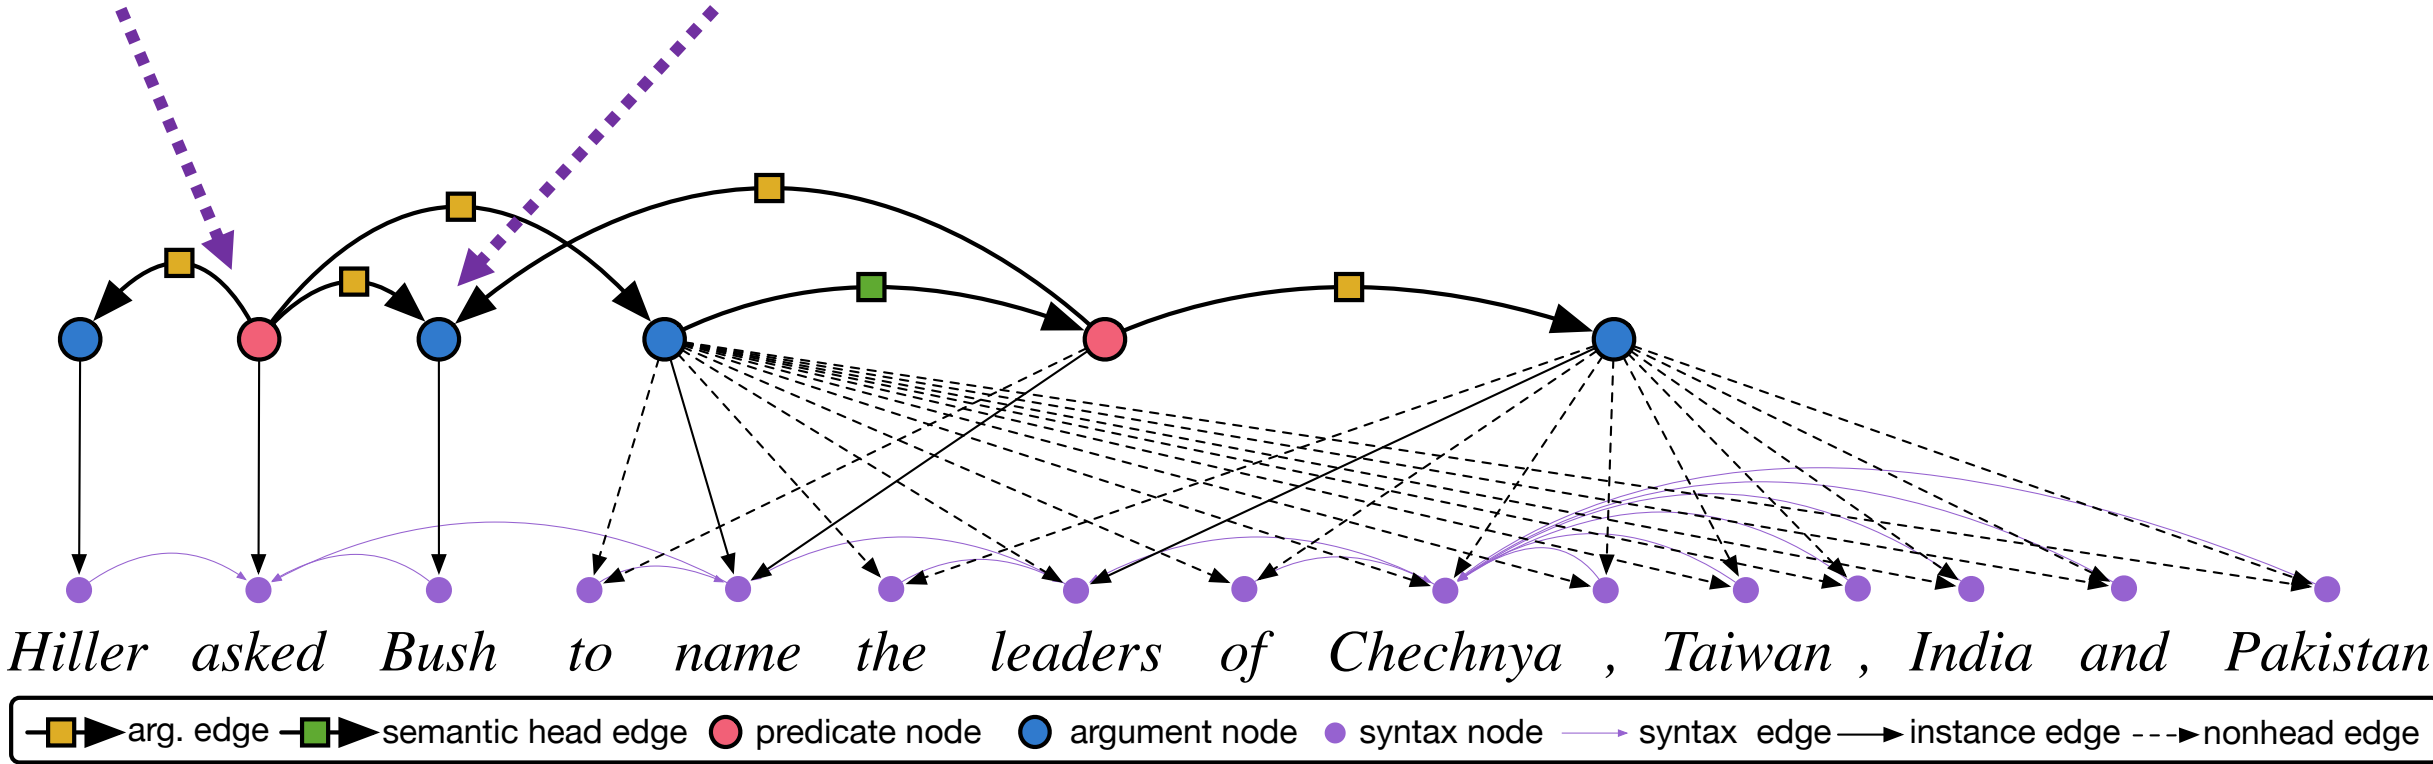 Hiller asked Bush to name the leaders of Chechnya , Taiwan , India and Pakistan
arg. edge semantic head edge predicate node argument node syntax node syntax edge instance edge nonhead edge